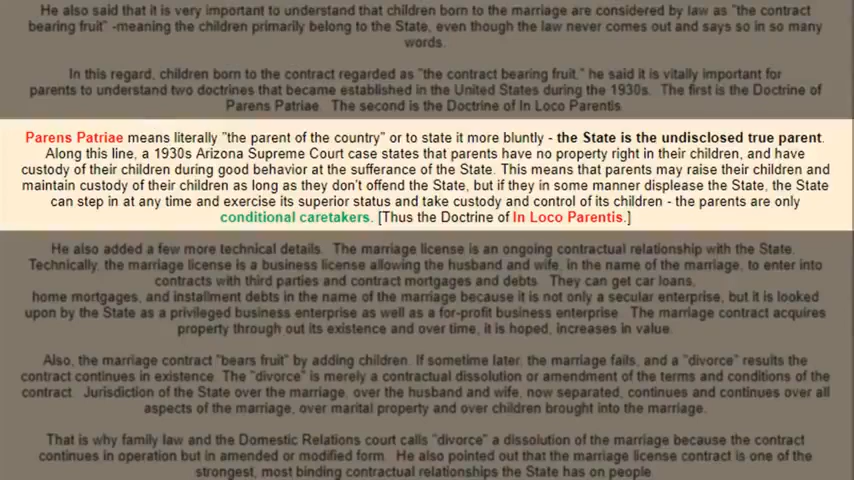 He also said that it is very important to understand that children born to the marriage are considered by law as "the contract
bearing fruit" -meaning the children primarily belong to the State, even though the law never comes out and says so in so many
words.
In this regard, children born to the contract regarded as "the contract bearing fruit," he said it is vitally important for
parents to understand two doctrines that became established in the United States during the 1930s. The first is the Doctrine of
Parens Patriae. The second is the Doctrine of In Loco Parentis.
Parens Patriae means literally "the parent of the country" or to state it more bluntly - the State is the undisclosed true parent.
Along this line, a 1930s Arizona Supreme Court case states that parents have no property right in their children, and have
custody of their children during good behavior at the sufferance of the State. This means that parents may raise their children and
maintain custody of their children as long as they don't offend the State, but if they in some manner displease the State, the State
can step in at any time and exercise its superior status and take custody and control of its children - the parents are only
conditional caretakers. [Thus the Doctrine of In Loco Parentis.]
He also added a few more technical details. The marriage license is an ongoing contractual relationship with the State.
Technically, the marriage license is a business license allowing the husband and wife, in the name of the marriage, to enter into
contracts with third parties and contract mortgages and debts. They can get car loans,
home mortgages, and installment debts in the name of the marriage because it is not only a secular enterprise, but it is looked
upon by the State as a privileged business enterprise as well as a for-profit business enterprise. The marriage contract acquires
property through out its existence and over time, it is hoped, increases in value.
Also, the marriage contract "bears fruit" by adding children. If sometime later, the marriage fails, and a "divorce" results the
contract continues in existence. The "divorce" is merely a contractual dissolution or amendment of the terms and conditions of the
contract. Jurisdiction of the State over the marriage, over the husband and wife, now separated, continues and continues over all
aspects of the marriage, over marital property and over children brought into the marriage.
That is why family law and the Domestic Relations court calls "divorce" a dissolution of the marriage because the contract
continues in operation but in amended or modified form. He also pointed out that the marriage license contract is one of the
strongest, most binding contractual relationships the State has on people.